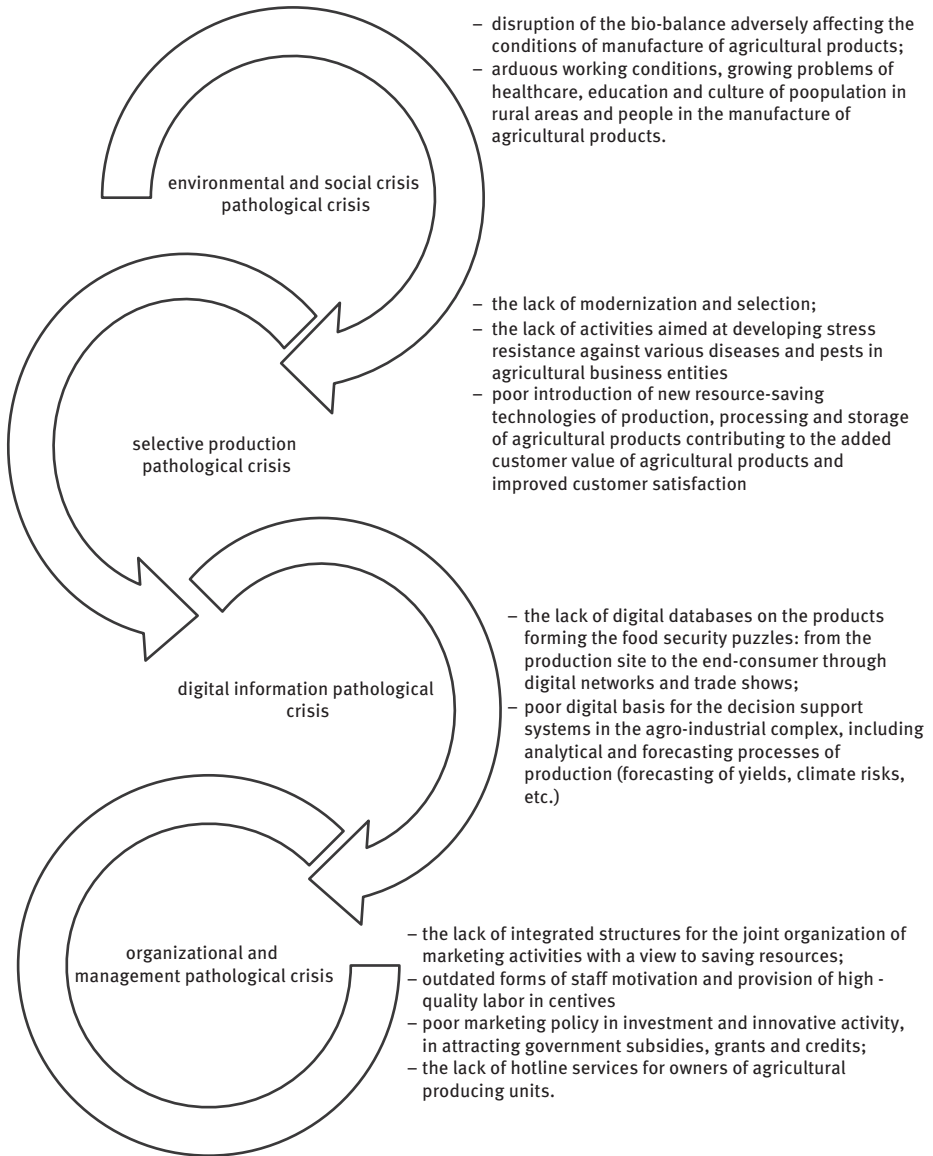 – disruption of the bio-balance adversely affecting the
conditions of manufacture of agricultural products;
– arduous working conditions, growing problems of
healthcare, education and culture of poopulation in
rural areas and people in the manufacture of
agricultural products.
environmental and social crisis
pathological crisis
– the lack of modernization and selection;
– the lack of activities aimed at developing stress
resistance against various diseases and pests in
agricultural business entities
– poor introduction of new resource-saving
technologies of production, processing and storage
of agricultural products contributing to the added
customer value of agricultural products and
improved customer satisfaction
selective production
pathological crisis
– the lack of digital databases on the products
forming the food security puzzles: from the
production site to the end-consumer through
digital networks and trade shows;
– poor digital basis for the decision support
systems in the agro-industrial complex, including
analytical and forecasting processes of
production (forecasting of yields, climate risks,
etc.)
digital information pathological
crisis
– the lack of integrated structures for the joint organization of
marketing activities with a view to saving resources;
– outdated forms of staff motivation and provision of high -
quality labor in centives
– poor marketing policy in investment and innovative activity,
in attracting government subsidies, grants and credits;
– the lack of hotline services for owners of agricultural
producing units.
organizational and
management pathological crisis